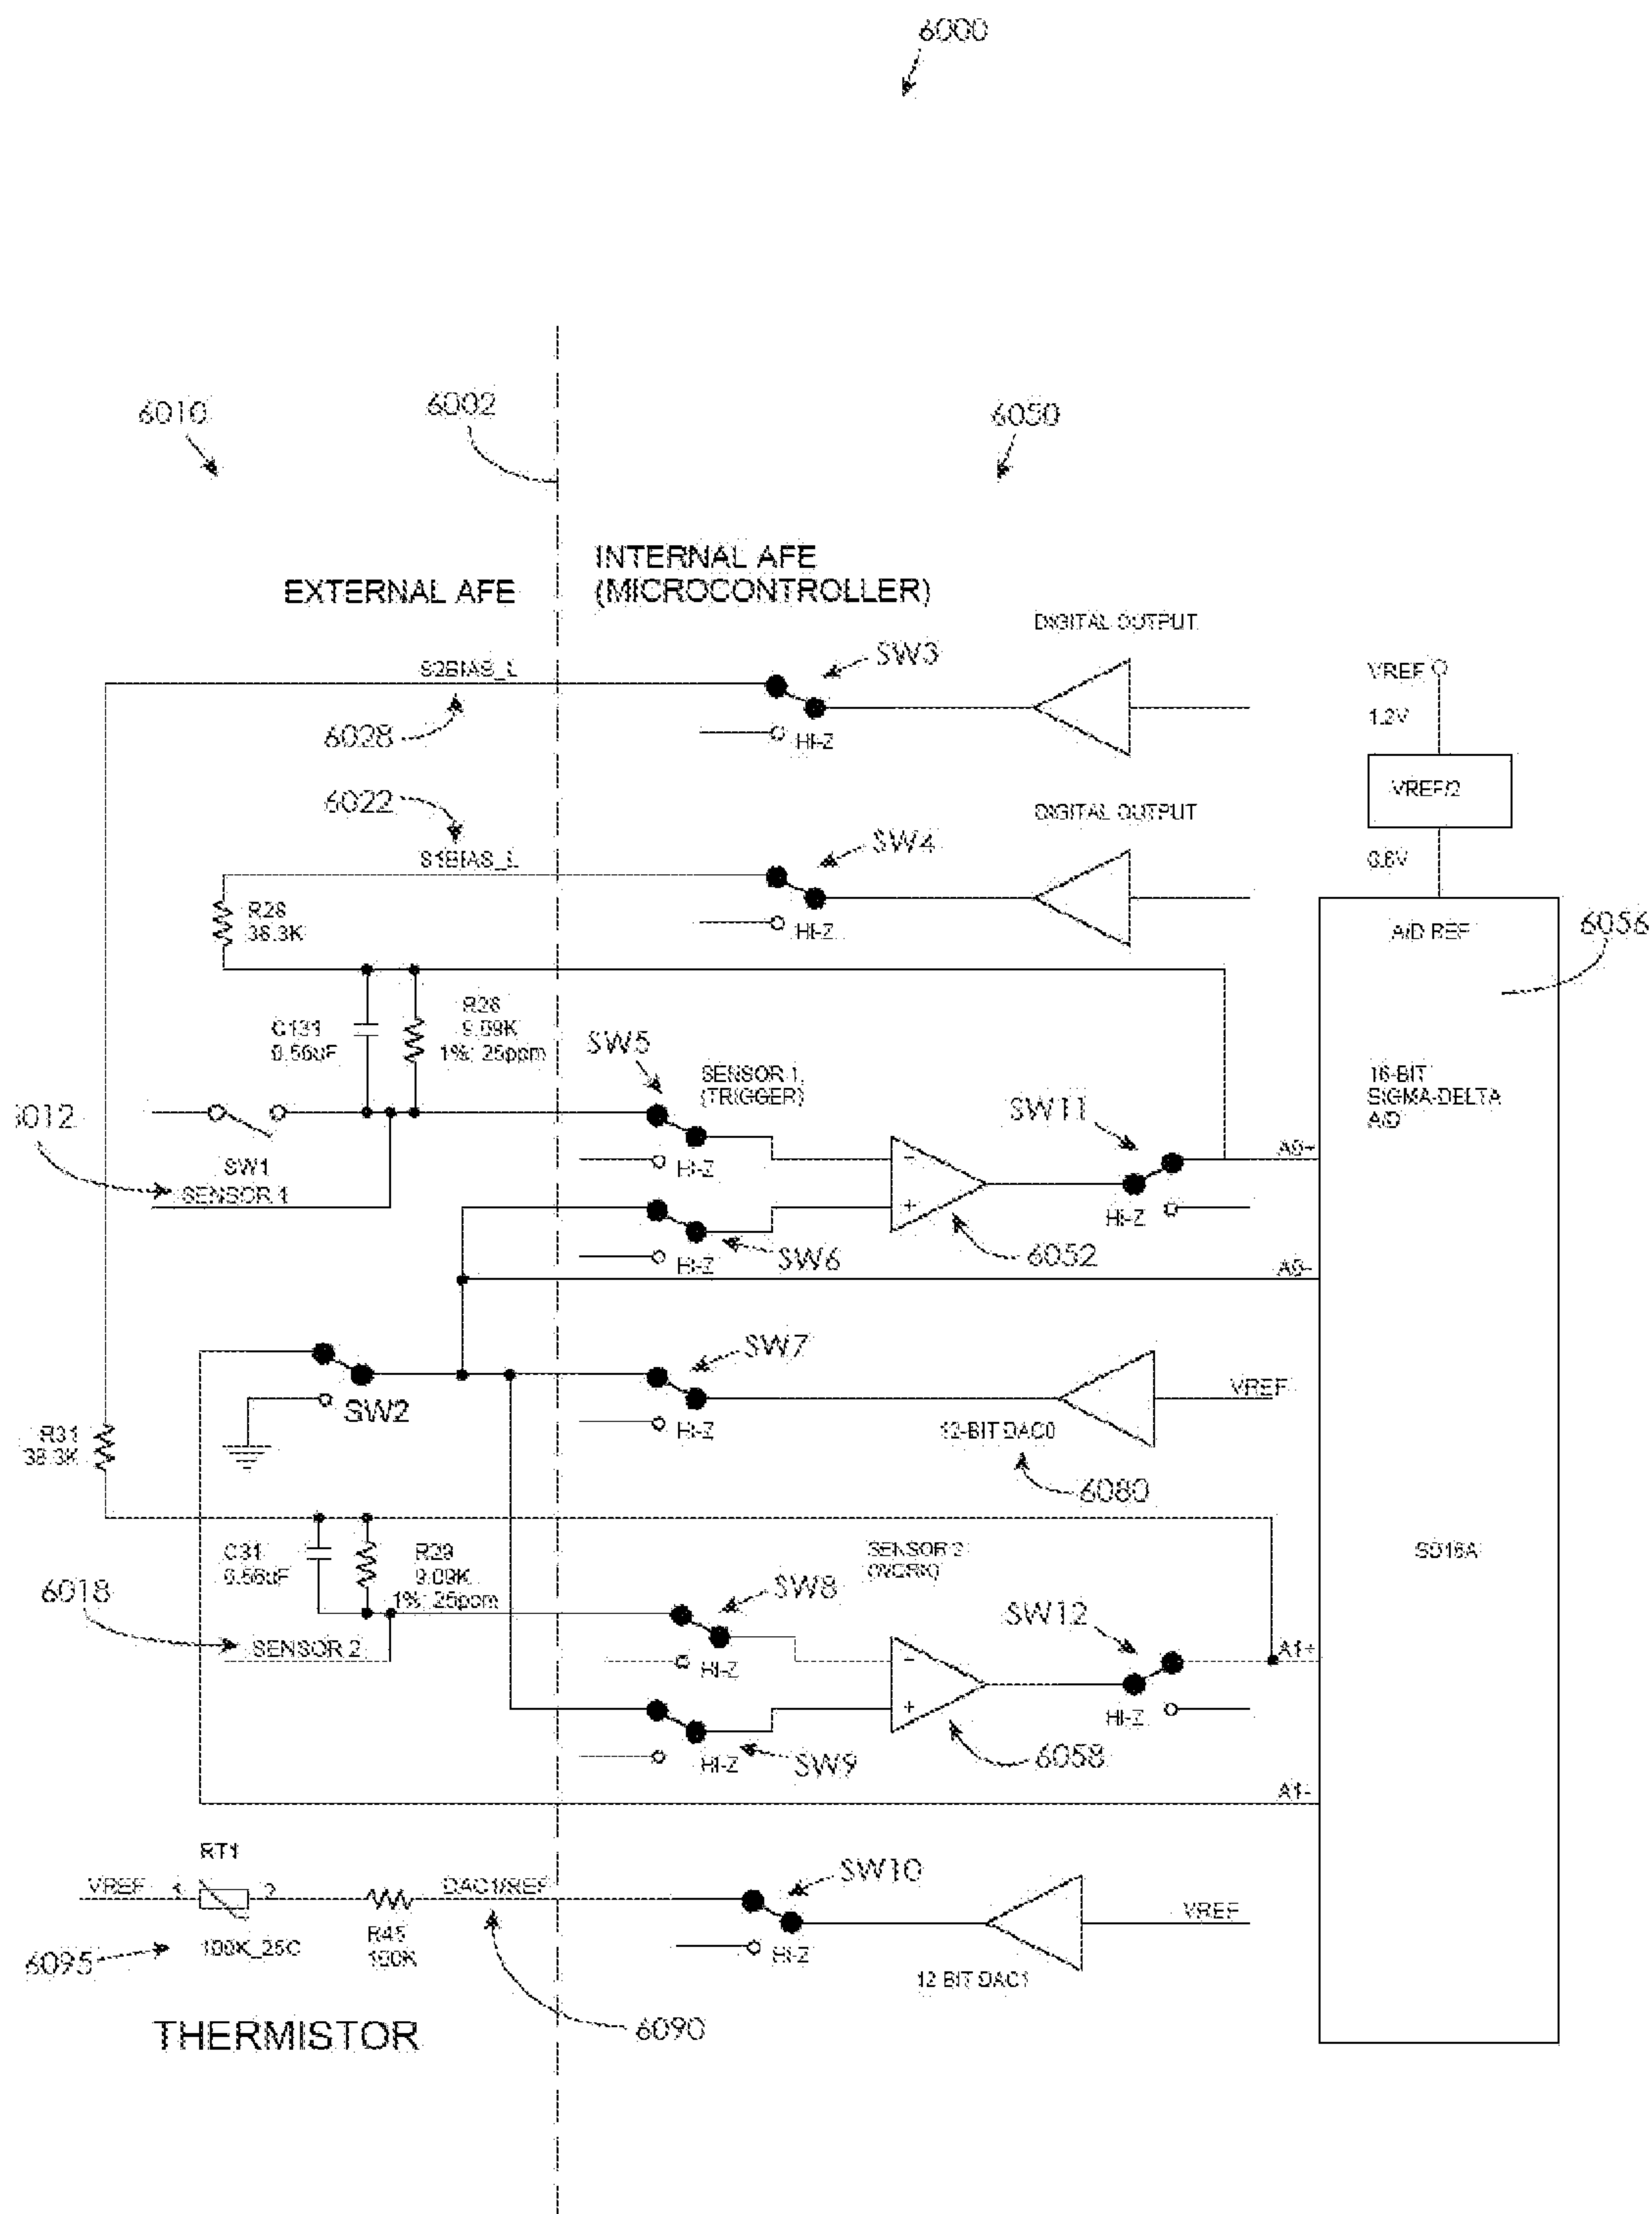 6000
6010
6002
6050
EXTERNAL AFE
INTERNAL AFE
(MICROCONTROLLER)
DIGITAL OUTPUT
S2BIAS_L
SW3
6028
HI-Z
VREF
1.2V
VREF/2
0.6V
6022
DIGITAL OUTPUT
S1BIAS_L
SW4
HI-Z
R28
38.3K
A/D REF
6056
C131
0.56uF
R26
9.09K
1%; 25ppm
SW5
SENSOR 1
(TRIGGER)
HI-Z
16-BIT
SIGMA-DELTA
A/D
SW11
6012
SW1
SENSOR 1
A0+
HI-Z
SW6
HI-Z
6052
A0-
SW7
SW2
HI-Z
12-BIT DAC0
VREF
6080
R31
38.3K
C31
0.56uF
R29
9.09K
1%; 25ppm
SENSOR 2
SD16A
6018
SENSOR 2
SW8
HI-Z
SW12
A1+
HI-Z
SW9
HI-Z
6058
A1-
RT1
VREF
1
2
DAC1/REF
SW10
VREF
6095
100K_25C
R45
100K
HI-Z
12 BIT DAC1
THERMISTOR
6090